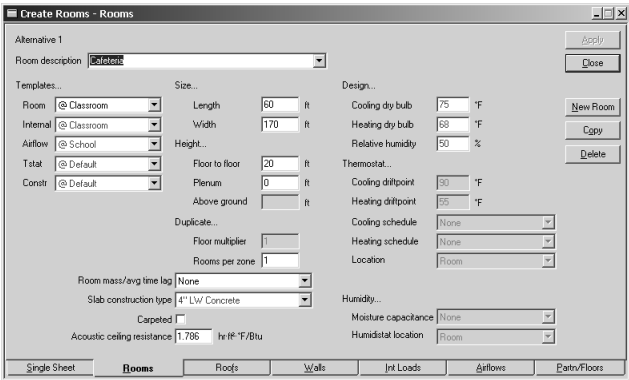 Create Rooms - Rooms
Alternative 1
Apply
Room description Cafeteria
Close
Templates...
Room @ Classroom
Internal @ Classroom
Airflow @ School
Tstat @ Default
Constr @ Default
Size...
Length 60 ft
Width 170 ft
Height...
Floor to floor 20 ft
Plenum 0 ft
Above ground ft
Duplicate...
Floor multiplier 1
Rooms per zone 1
Room mass/avg time lag None
Slab construction type 4" LW Concrete
Carpeted
Acoustic ceiling resistance 1.786 hr·ft²·°F/Btu
Design...
Cooling dry bulb 75 °F
Heating dry bulb 68 °F
Relative humidity 50 %
Thermostat...
Cooling driftpoint 90 °F
Heating driftpoint 55 °F
Cooling schedule None
Heating schedule None
Location Room
Humidity...
Moisture capacitance None
Humidistat location Room
New Room
Copy
Delete
Single Sheet Rooms Roofs Walls Int Loads Airflows Partn/Floors